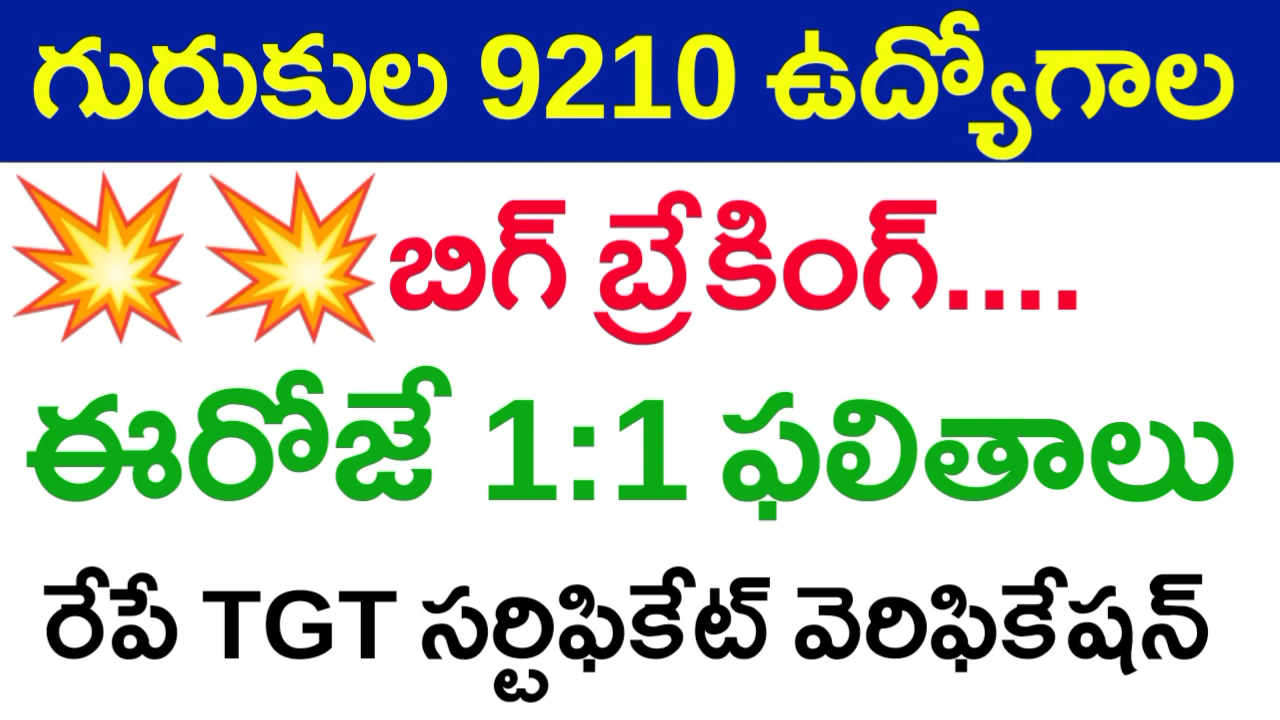 గురుకుల 9210 ఉద్యోగాల
💥💥బిగ్ బ్రేకింగ్....
ఈరోజే 1:1 ఫలితాలు
రేపే TGT సర్టిఫికేట్ వెరిఫికేషన్